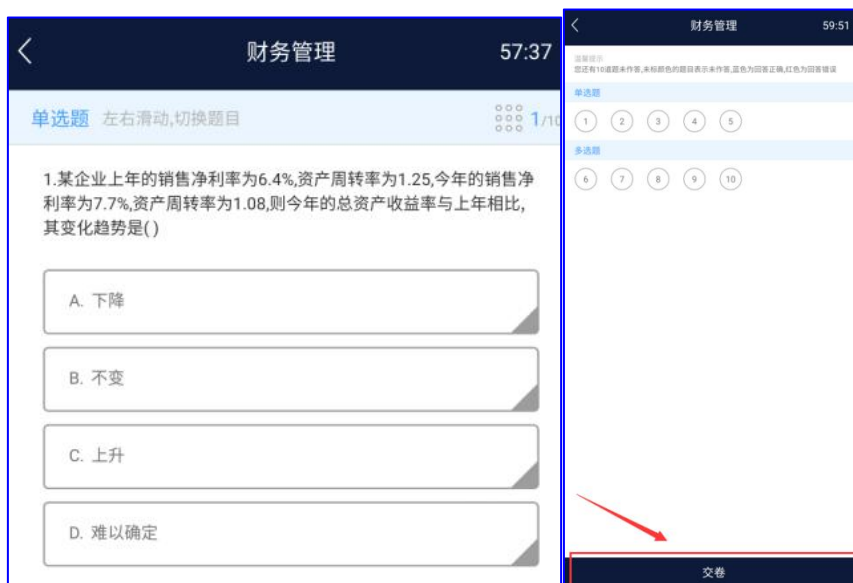 财务管理
57:37
单选题 左右滑动,切换题目
1/10
1.某企业上年的销售净利率为6.4%,资产周转率为1.25,今年的销售净
利率为7.7%,资产周转率为1.08,则今年的总资产收益率与上年相比,
其变化趋势是( )
A. 下降
B. 不变
C. 上升
D. 难以确定
财务管理
59:51
温馨提示
您还有10道题未作答,未标颜色的题目表示未作答,蓝色为回答正确,红色为回答错误
单选题
1 2 3 4 5
多选题
6 7 8 9 10
交卷